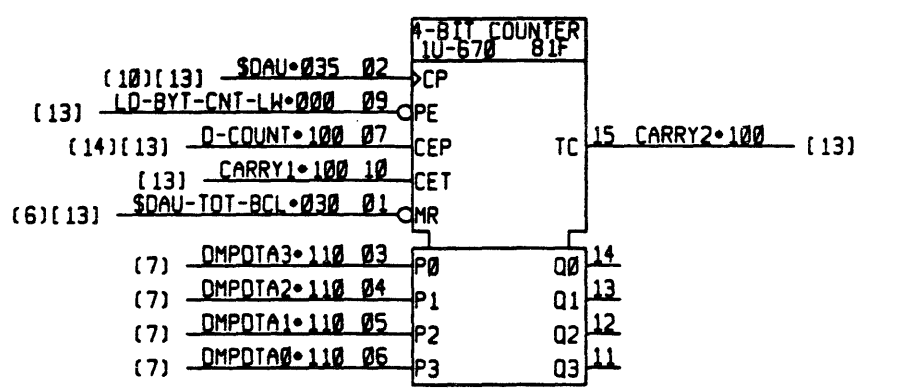 4-BIT COUNTER
1U-670 81F
(10)[13] $DAU•035 02 CP
[13] LD-BYT-CNT-LW•000 09 PE
(14)[13] D-COUNT•100 07 CEP TC 15 CARRY2•100 [13]
[13] CARRY1•100 10 CET
(6)[13] $DAU-TOT-BCL•030 01 MR
(7) DMPDTA3•110 03 P0 Q0 14
(7) DMPDTA2•110 04 P1 Q1 13
(7) DMPDTA1•110 05 P2 Q2 12
(7) DMPDTA0•110 06 P3 Q3 11